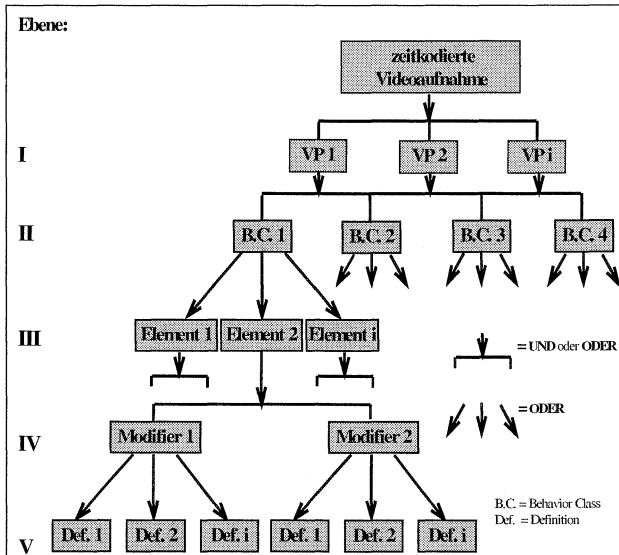 Ebene:
zeitkodierte
Videoaufnahme
I
VP 1
VP 2
VP i
II
B.C. 1
B.C. 2
B.C. 3
B.C. 4
III
Element 1
Element 2
Element i
= UND oder ODER
= ODER
IV
Modifier 1
Modifier 2
B.C. = Behavior Class
Def. = Definition
V
Def. 1
Def. 2
Def. i
Def. 1
Def. 2
Def. i